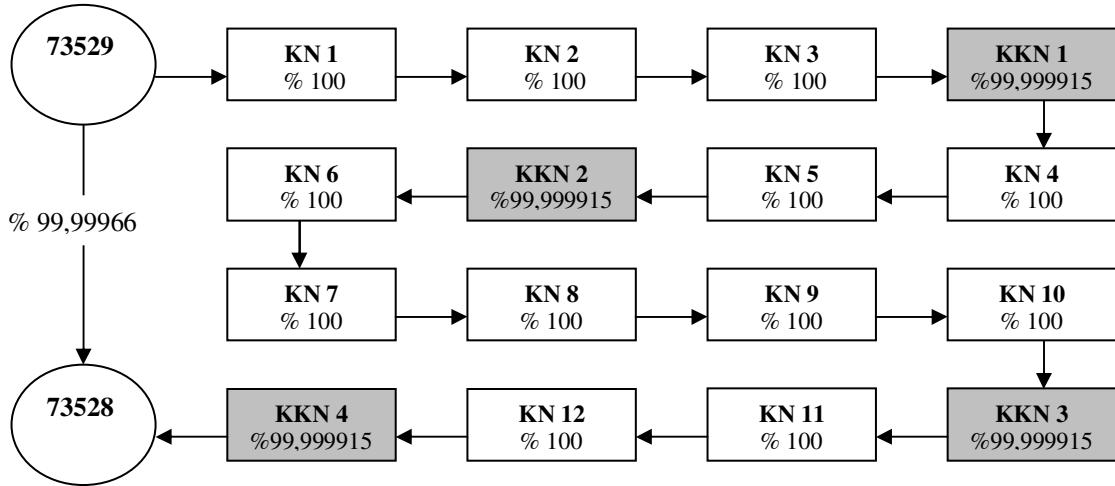 73529
KN 1
% 100
KN 2
% 100
KN 3
% 100
KKN 1
%99,999915
KN 6
% 100
KKN 2
%99,999915
KN 5
% 100
KN 4
% 100
% 99,99966
KN 7
% 100
KN 8
% 100
KN 9
% 100
KN 10
% 100
73528
KKN 4
%99,999915
KN 12
% 100
KN 11
% 100
KKN 3
%99,999915